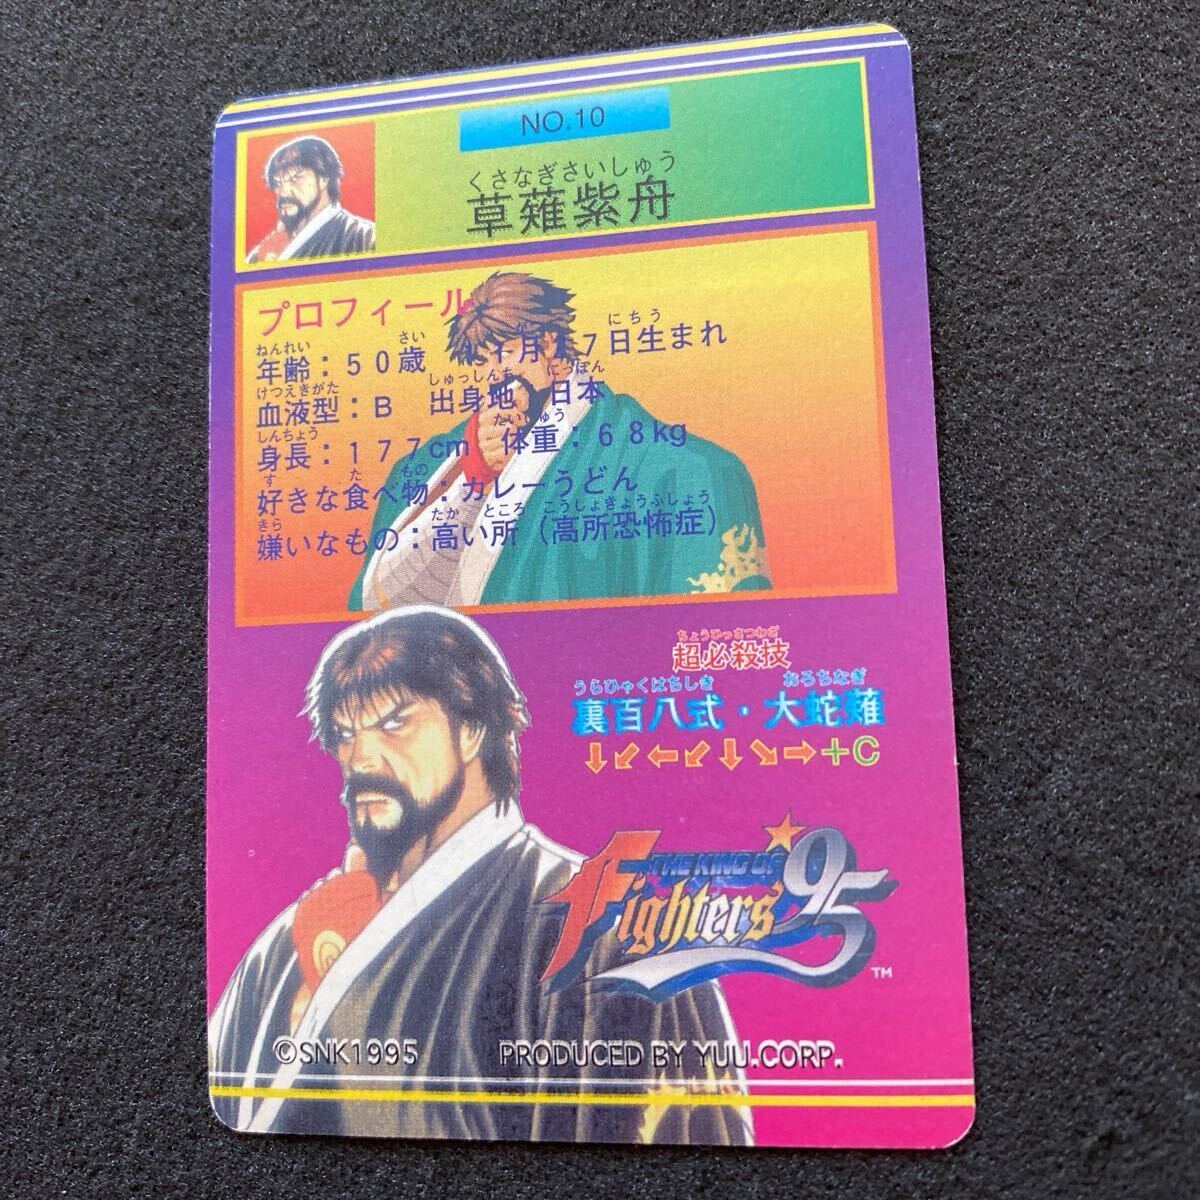 NO.10
くさなぎさいしゅう
草薙紫舟
プロフィール
ねんれい さい にちう れ
年齢：50歳 11月17日生まれ
けつえきがた しゅっしんち にっぽん
血液型：B 出身地 日本
しんちょう たいじゅう
身長：177cm 体重：68kg
す た もの
好きな食べ物：カレーうどん
きら たか ところ こうしょきょうふしょう
嫌いなもの：高い所（高所恐怖症）
ちょうひっさつわざ
超必殺技
うらひゃくはちしき おろちなぎ
裏百八式・大蛇薙
↓↙←↙↓↘→+C
THE KING OF
Fighters '95
TM
©SNK1995 PRODUCED BY YUU.CORP.